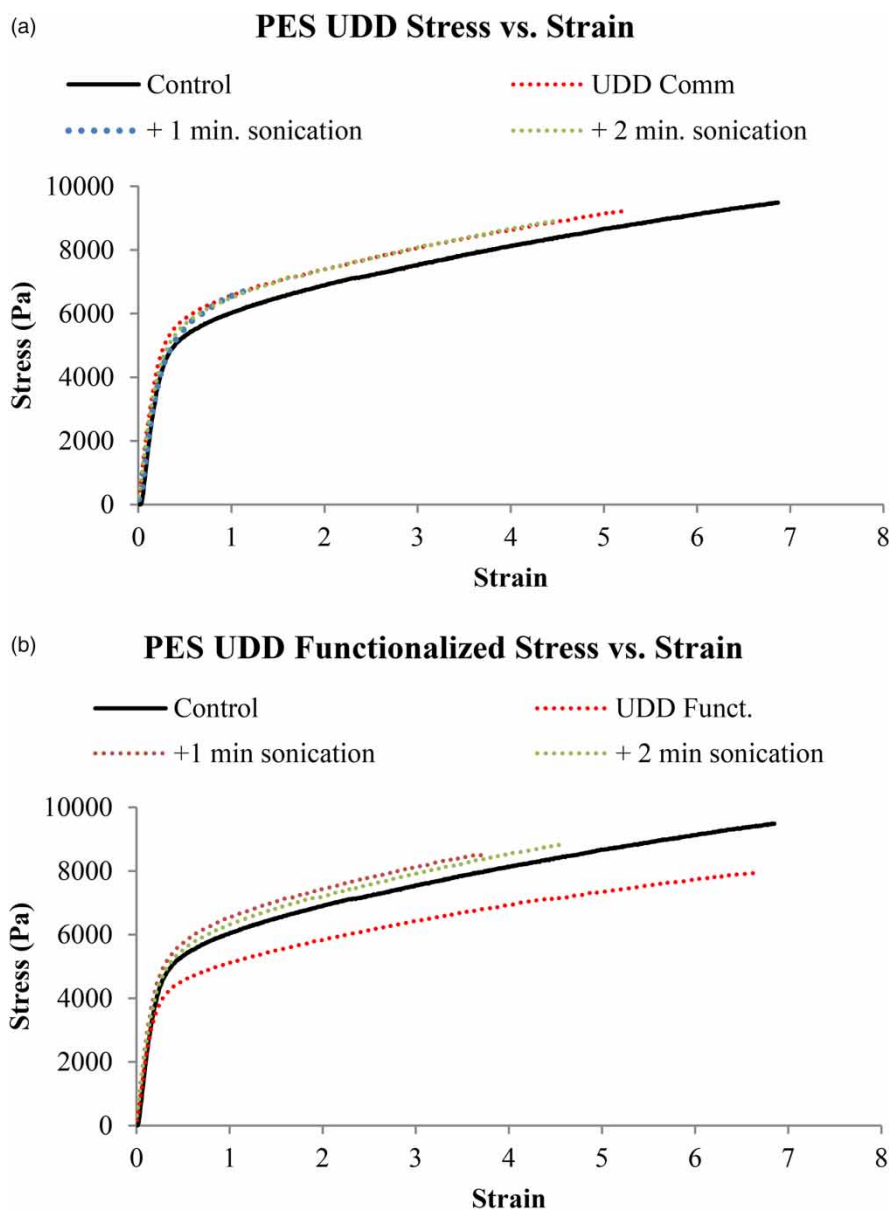 (a)
PES UDD Stress vs. Strain
Control
UDD Comm
+ 1 min. sonication
+ 2 min. sonication
10000
8000
6000
4000
2000
0
Stress (Pa)
0 1 2 3 4 5 6 7 8
Strain
(b)
PES UDD Functionalized Stress vs. Strain
Control
UDD Funct.
+1 min sonication
+ 2 min sonication
10000
8000
6000
4000
2000
0
Stress (Pa)
0 1 2 3 4 5 6 7 8
Strain